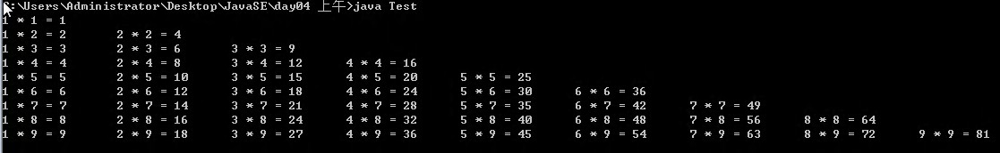 C:\Users\Administrator\Desktop\JavaSE\day04 上午>java Test
1 * 1 = 1
1 * 2 = 2 2 * 2 = 4
1 * 3 = 3 2 * 3 = 6 3 * 3 = 9
1 * 4 = 4 2 * 4 = 8 3 * 4 = 12 4 * 4 = 16
1 * 5 = 5 2 * 5 = 10 3 * 5 = 15 4 * 5 = 20 5 * 5 = 25
1 * 6 = 6 2 * 6 = 12 3 * 6 = 18 4 * 6 = 24 5 * 6 = 30 6 * 6 = 36
1 * 7 = 7 2 * 7 = 14 3 * 7 = 21 4 * 7 = 28 5 * 7 = 35 6 * 7 = 42 7 * 7 = 49
1 * 8 = 8 2 * 8 = 16 3 * 8 = 24 4 * 8 = 32 5 * 8 = 40 6 * 8 = 48 7 * 8 = 56 8 * 8 = 64
1 * 9 = 9 2 * 9 = 18 3 * 9 = 27 4 * 9 = 36 5 * 9 = 45 6 * 9 = 54 7 * 9 = 63 8 * 9 = 72 9 * 9 = 81